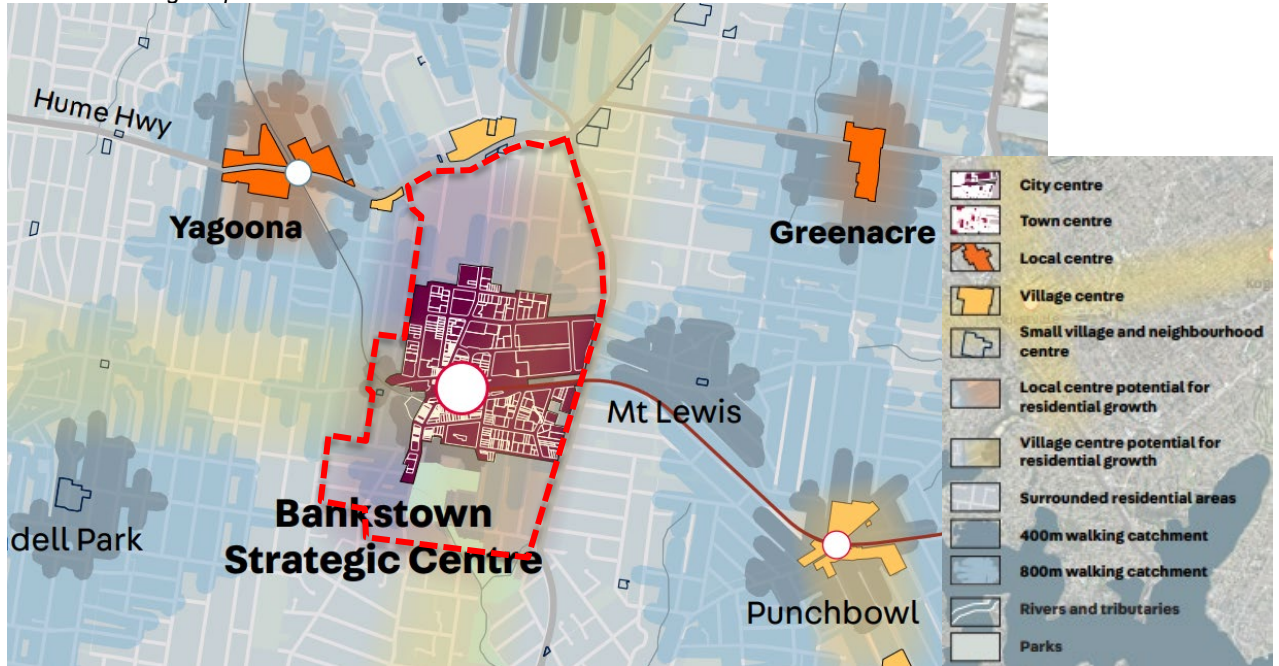 Hume Hwy
Yagoona
Greenacre
Mt Lewis
dell Park
Bankstown
Strategic Centre
Punchbowl
City centre
Town centre
Local centre
Village centre
Small village and neighbourhood
centre
Local centre potential for
residential growth
Village centre potential for
residential growth
Surrounded residential areas
400m walking catchment
800m walking catchment
Rivers and tributaries
Parks